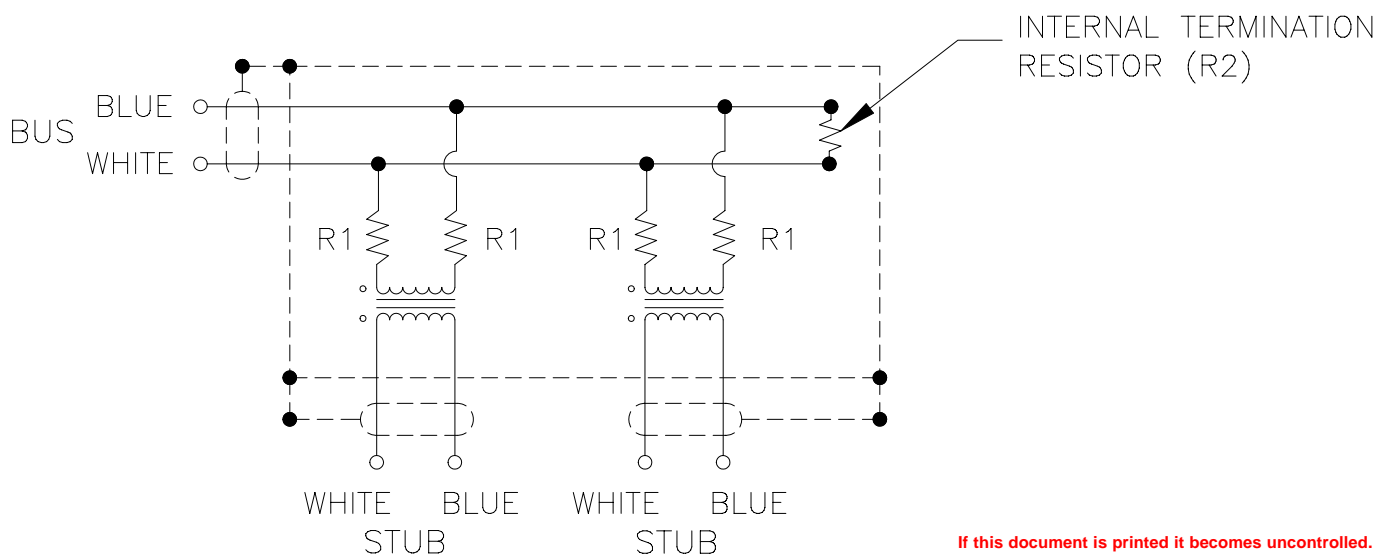 INTERNAL TERMINATION
RESISTOR (R2)
BLUE
BUS
WHITE
R1 R1 R1 R1
WHITE BLUE WHITE BLUE
STUB STUB
If this document is printed it becomes uncontrolled.